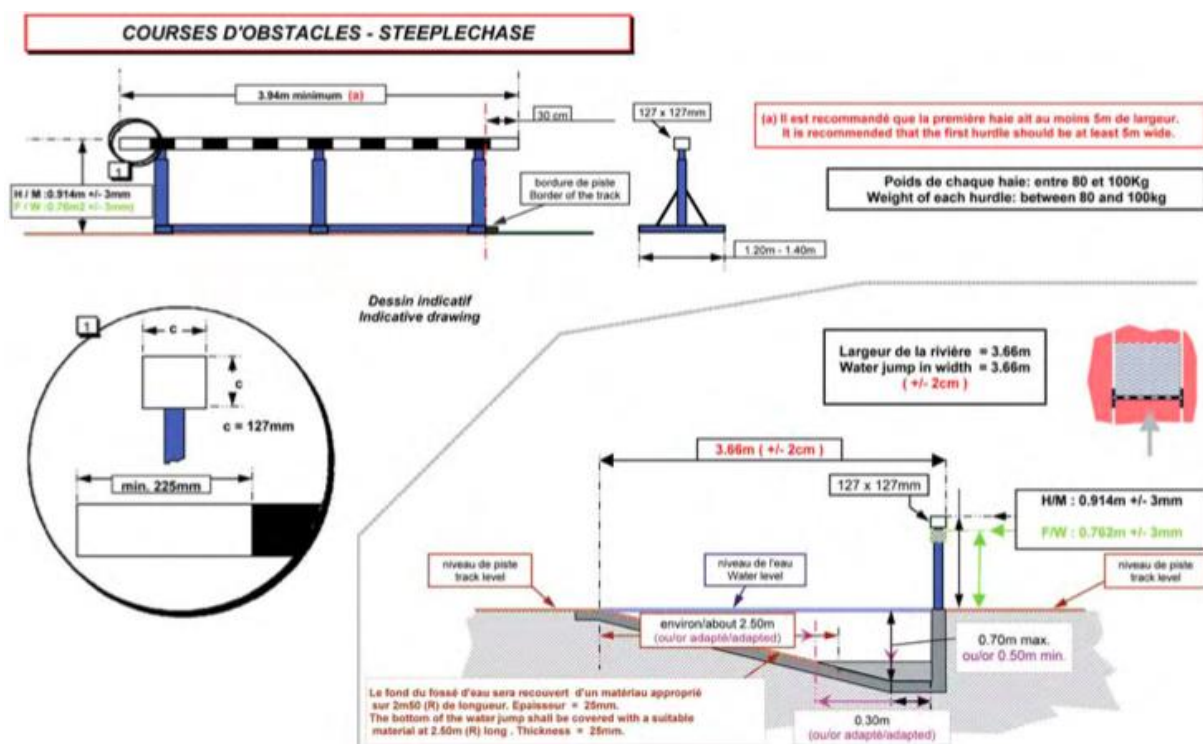 COURSES D'OBSTACLES - STEEPLECHASE
3.94m minimum (a)
30 cm
127 x 127mm
(a) Il est recommandé que la première haie ait au moins 5m de largeur.
It is recommended that the first hurdle should be at least 5m wide.
1
H / M :0.914m +/- 3mm
F / W :0.76m2 +/- 3mm)
bordure de piste
Border of the track
Poids de chaque haie: entre 80 et 100Kg
Weight of each hurdle: between 80 and 100kg
1.20m - 1.40m
Dessin indicatif
Indicative drawing
1
c
c
c = 127mm
min. 225mm
Largeur de la rivière = 3.66m
Water jump in width = 3.66m
( +/- 2cm )
3.66m ( +/- 2cm)
127 x 127mm
H/M : 0.914m +/- 3mm
F/W : 0.762m +/- 3mm
niveau de piste
track level
niveau de l'eau
Water level
niveau de piste
track level
environ/about 2.50m
(ou/or adapté/adapted)
0.70m max.
ou/or 0.50m min.
Le fond du fossé d'eau sera recouvert d'un matériau approprié
sur 2m50 (R) de longueur. Epaisseur = 25mm.
The bottom of the water jump shall be covered with a suitable
material at 2.50m (R) long . Thickness = 25mm.
0.30m
(ou/or adapté/adapted)